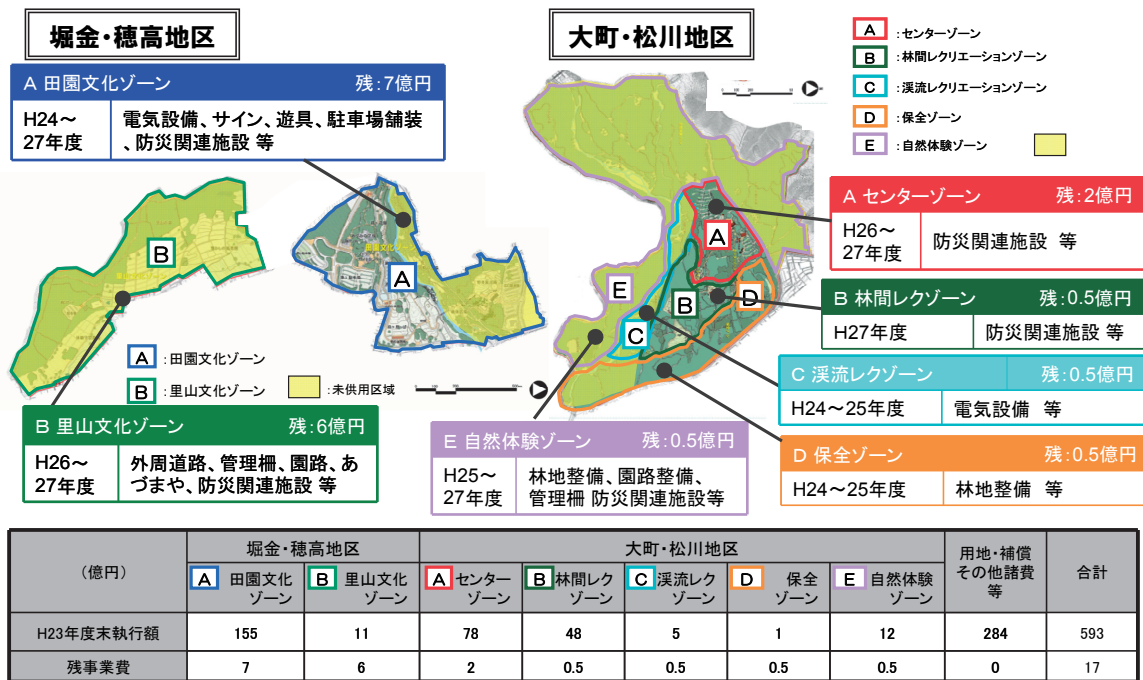 堀金・穂高地区
大町・松川地区
A :センターゾーン
B :林間レクリエーションゾーン
C :渓流レクリエーションゾーン
D :保全ゾーン
E :自然体験ゾーン
A 田園文化ゾーン 残:7億円
H24～27年度
電気設備、サイン、遊具、駐車場舗装
、防災関連施設 等
A センターゾーン 残:2億円
H26～27年度
防災関連施設 等
B 林間レクゾーン 残:0.5億円
H27年度 防災関連施設 等
C 渓流レクゾーン 残:0.5億円
H24～25年度 電気設備 等
D 保全ゾーン 残:0.5億円
H24～25年度 林地整備 等
E 自然体験ゾーン 残:0.5億円
H25～27年度
林地整備、園路整備、
管理柵 防災関連施設等
B
A
A
B
C
D
E
A :田園文化ゾーン
B :里山文化ゾーン :未供用区域
B 里山文化ゾーン 残:6億円
H26～27年度
外周道路、管理柵、園路、あ
づまや、防災関連施設 等
(億円) 堀金・穂高地区 大町・松川地区 用地・補償その他諸費等 合計
A 田園文化ゾーン B 里山文化ゾーン A センターゾーン B 林間レクゾーン C 渓流レクゾーン D 保全ゾーン E 自然体験ゾーン
H23年度末執行額 155 11 78 48 5 1 12 284 593
残事業費 7 6 2 0.5 0.5 0.5 0.5 0 17